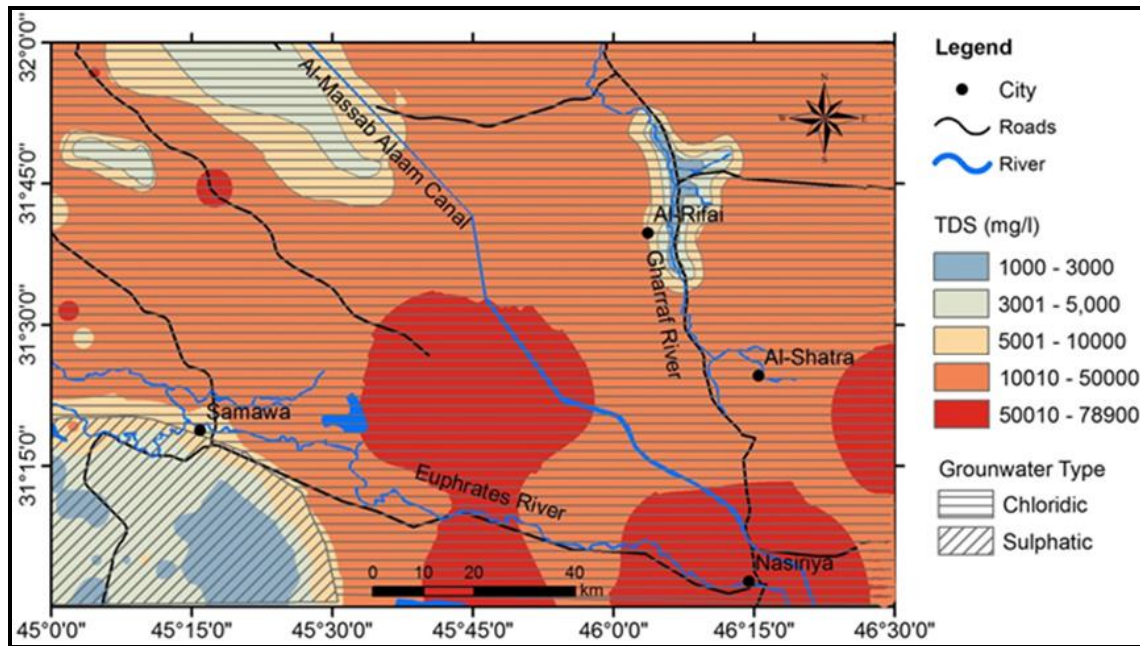 32°0'0"
31°45'0"
31°30'0"
31°15'0"
45°0'0"
45°15'0"
45°30'0"
45°45'0"
46°0'0"
46°15'0"
46°30'0"
Al-Massab Alaam Canal
Al-Rifai
Gharraf River
Al-Shatra
Samawa
Euphrates River
Nasiriya
0 10 20 40
km
N
W E
S
Legend
City
Roads
River
TDS (mg/l)
1000 - 3000
3001 - 5,000
5001 - 10000
10010 - 50000
50010 - 78900
Grounwater Type
Chloridic
Sulphatic